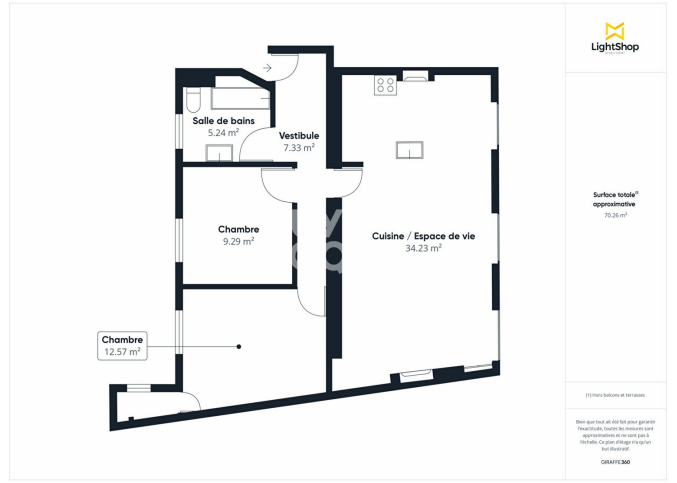 LightShop
Salle de bains
5.24 m²
Vestibule
7.33 m²
Chambre
9.29 m²
Cuisine / Espace de vie
34.23 m²
Chambre
12.57 m²
Surface totale⁽¹⁾
approximative
70.26 m²
(1) Hors balcons et terrasses
Bien que tout ait été fait pour garantir
l'exactitude, toutes les mesures sont
approximatives et ne sont pas à
l'échelle. Ce plan d'étage n'a qu'un
but illustratif.
GIRAFFE360